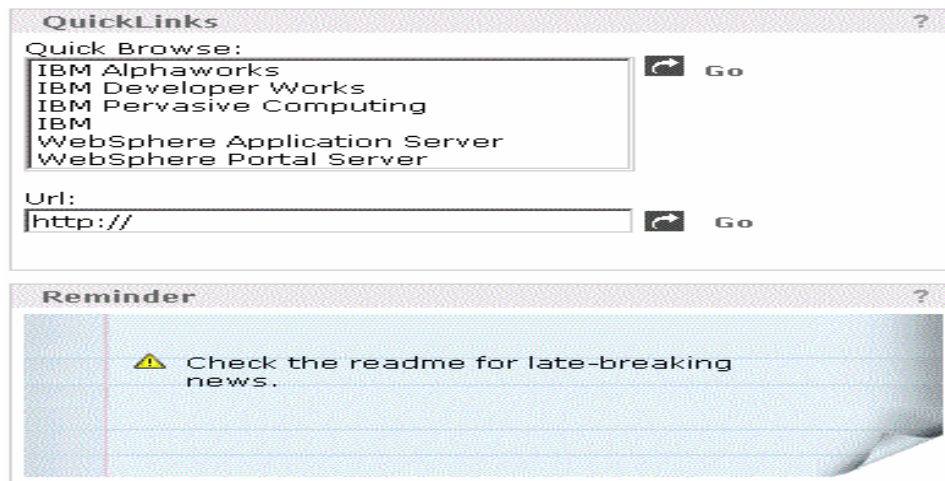 QuickLinks ?
Quick Browse:
IBM Alphaworks
IBM Developer Works
IBM Pervasive Computing
IBM
WebSphere Application Server
WebSphere Portal Server
Go
Url:
http://
Go
Reminder ?
Check the readme for late-breaking
news.